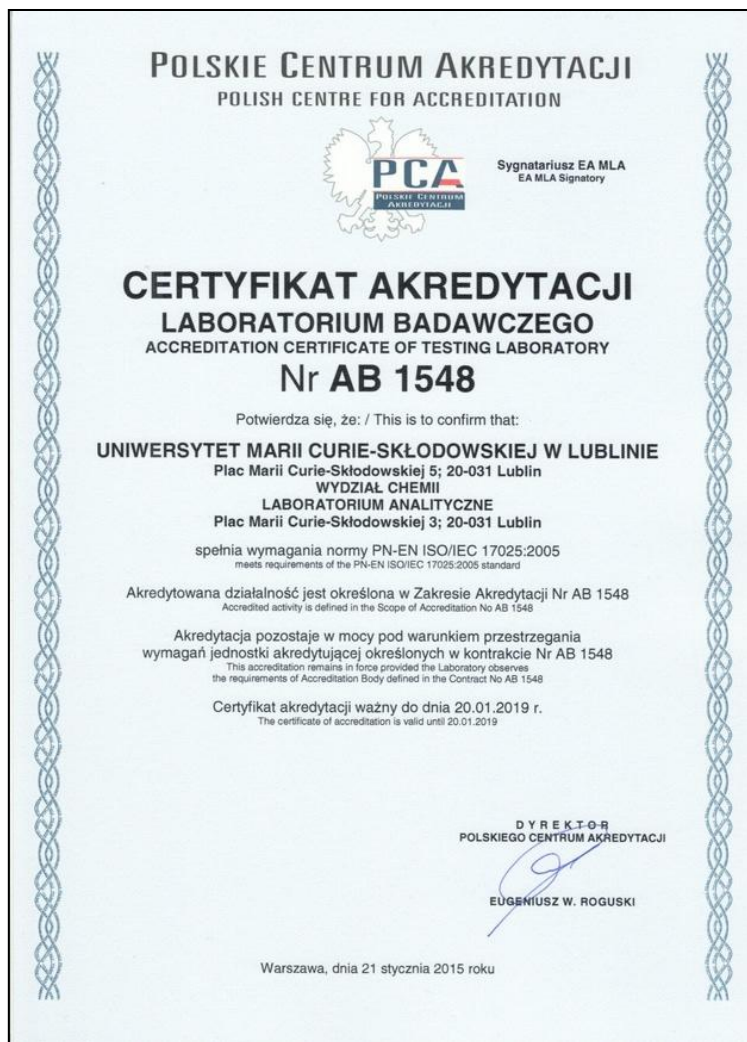 POLSKIE CENTRUM AKREDYTACJI
POLISH CENTRE FOR ACCREDITATION
PCA
POLSKIE CENTRUM
AKREDYTACJI
Sygnatariusz EA MLA
EA MLA Signatory
CERTYFIKAT AKREDYTACJI
LABORATORIUM BADAWCZEGO
ACCREDITATION CERTIFICATE OF TESTING LABORATORY
Nr AB 1548
Potwierdza się, że: / This is to confirm that:
UNIWERSYTET MARII CURIE-SKŁODOWSKIEJ W LUBLINIE
Plac Marii Curie-Skłodowskiej 5; 20-031 Lublin
WYDZIAŁ CHEMII
LABORATORIUM ANALITYCZNE
Plac Marii Curie-Skłodowskiej 3; 20-031 Lublin
spełnia wymagania normy PN-EN ISO/IEC 17025:2005
meets requirements of the PN-EN ISO/IEC 17025:2005 standard
Akredytowana działalność jest określona w Zakresie Akredytacji Nr AB 1548
Accredited activity is defined in the Scope of Accreditation No AB 1548
Akredytacja pozostaje w mocy pod warunkiem przestrzegania
wymagań jednostki akredytującej określonych w kontrakcie Nr AB 1548
This accreditation remains in force provided the Laboratory observes
the requirements of Accreditation Body defined in the Contract No AB 1548
Certyfikat akredytacji ważny do dnia 20.01.2019 r.
The certificate of accreditation is valid until 20.01.2019
DYREKTOR
POLSKIEGO CENTRUM AKREDYTACJI
EUGENIUSZ W. ROGUSKI
Warszawa, dnia 21 stycznia 2015 roku